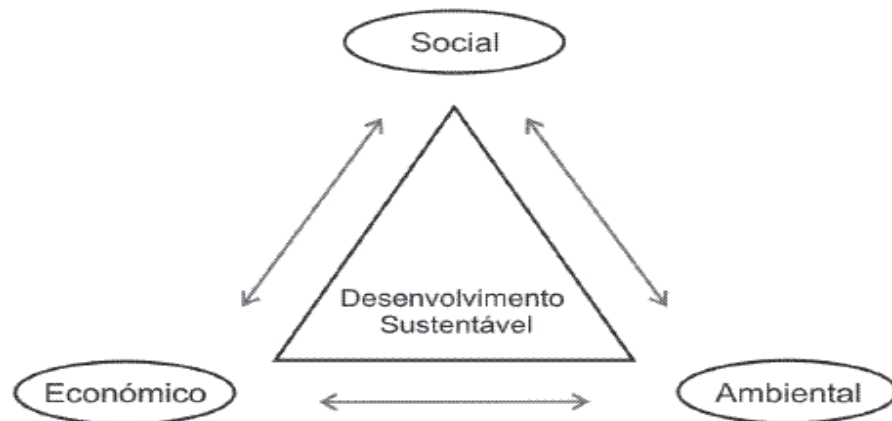 Social
Desenvolvimento
Sustentável
Económico
Ambiental